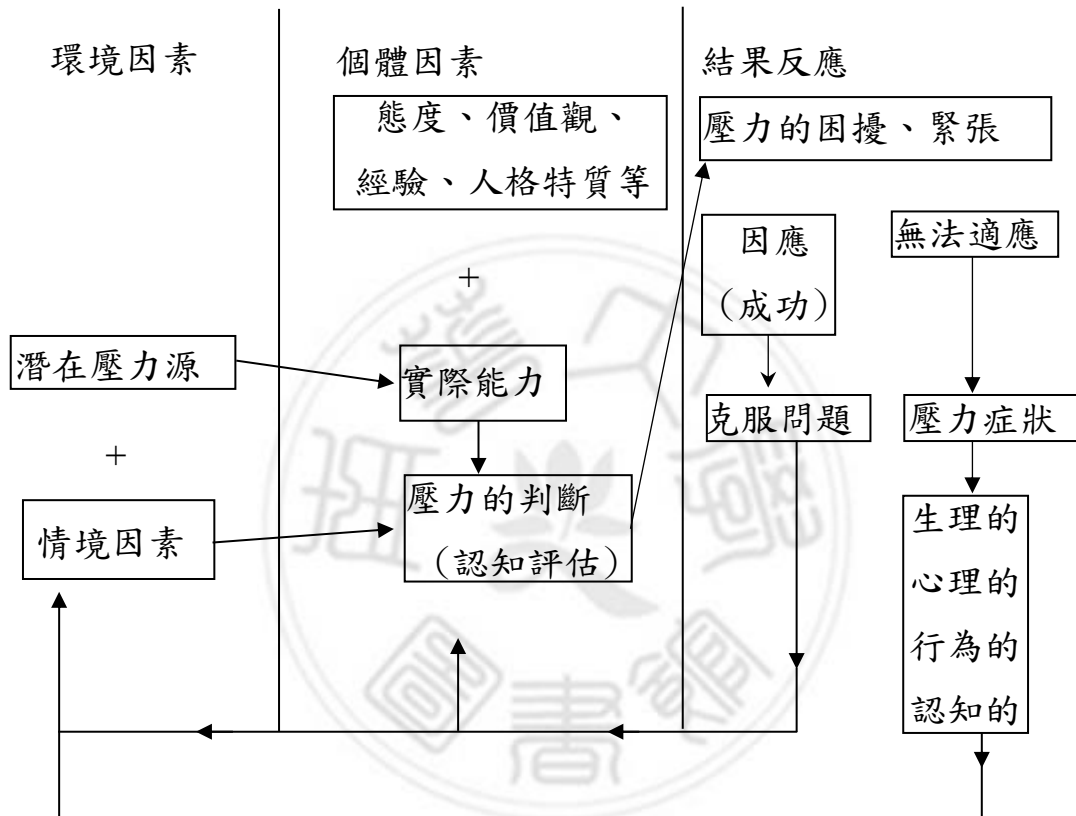 環境因素
個體因素
結果反應
態度、價值觀、
經驗、人格特質等
壓力的困擾、緊張
+
因應
（成功）
無法適應
潛在壓力源
實際能力
克服問題
壓力症狀
+
情境因素
壓力的判斷
（認知評估）
生理的
心理的
行為的
認知的